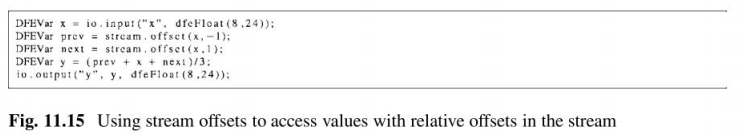 DFEVar x = io.input("x", dfeFloat(8,24));
DFEVar prev = stream.offset(x,-1);
DFEVar next = stream.offset(x,1);
DFEVar y = (prev + x + next)/3;
io.output("y", y, dfeFloat(8,24));
Fig. 11.15 Using stream offsets to access values with relative offsets in the stream